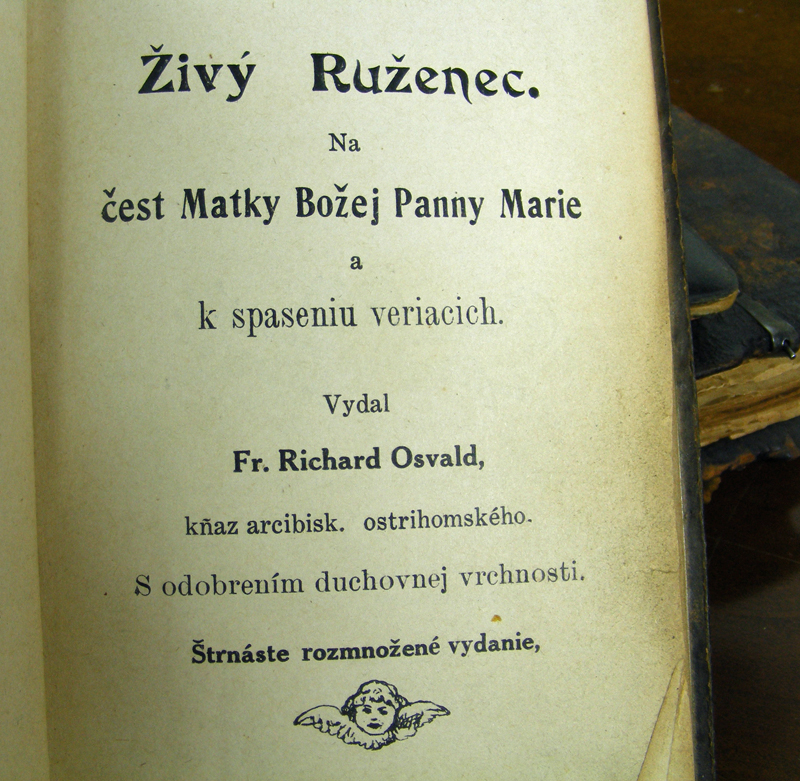 Živý Ruženec.
Na
čest Matky Božej Panny Marie
a
k spaseniu veriacich.
Vydal
Fr. Richard Osvald,
kňaz arcibisk. ostrihomského.
S odobrením duchovnej vrchnosti.
Štrnáste rozmnožené vydanie,